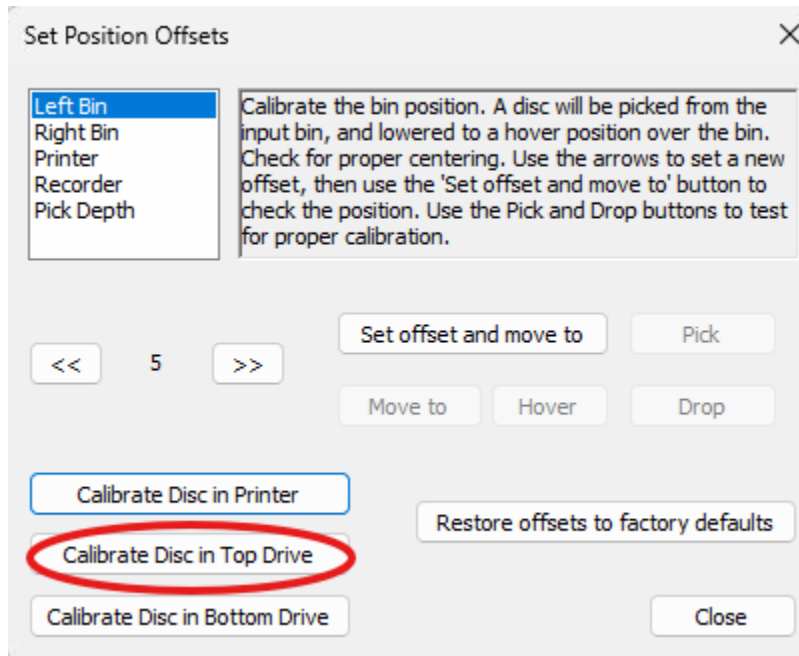 Set Position Offsets
Left Bin
Right Bin
Printer
Recorder
Pick Depth
Calibrate the bin position. A disc will be picked from the
input bin, and lowered to a hover position over the bin.
Check for proper centering. Use the arrows to set a new
offset, then use the 'Set offset and move to' button to
check the position. Use the Pick and Drop buttons to test
for proper calibration.
<<
5
>>
Set offset and move to
Pick
Move to
Hover
Drop
Calibrate Disc in Printer
Calibrate Disc in Top Drive
Calibrate Disc in Bottom Drive
Restore offsets to factory defaults
Close